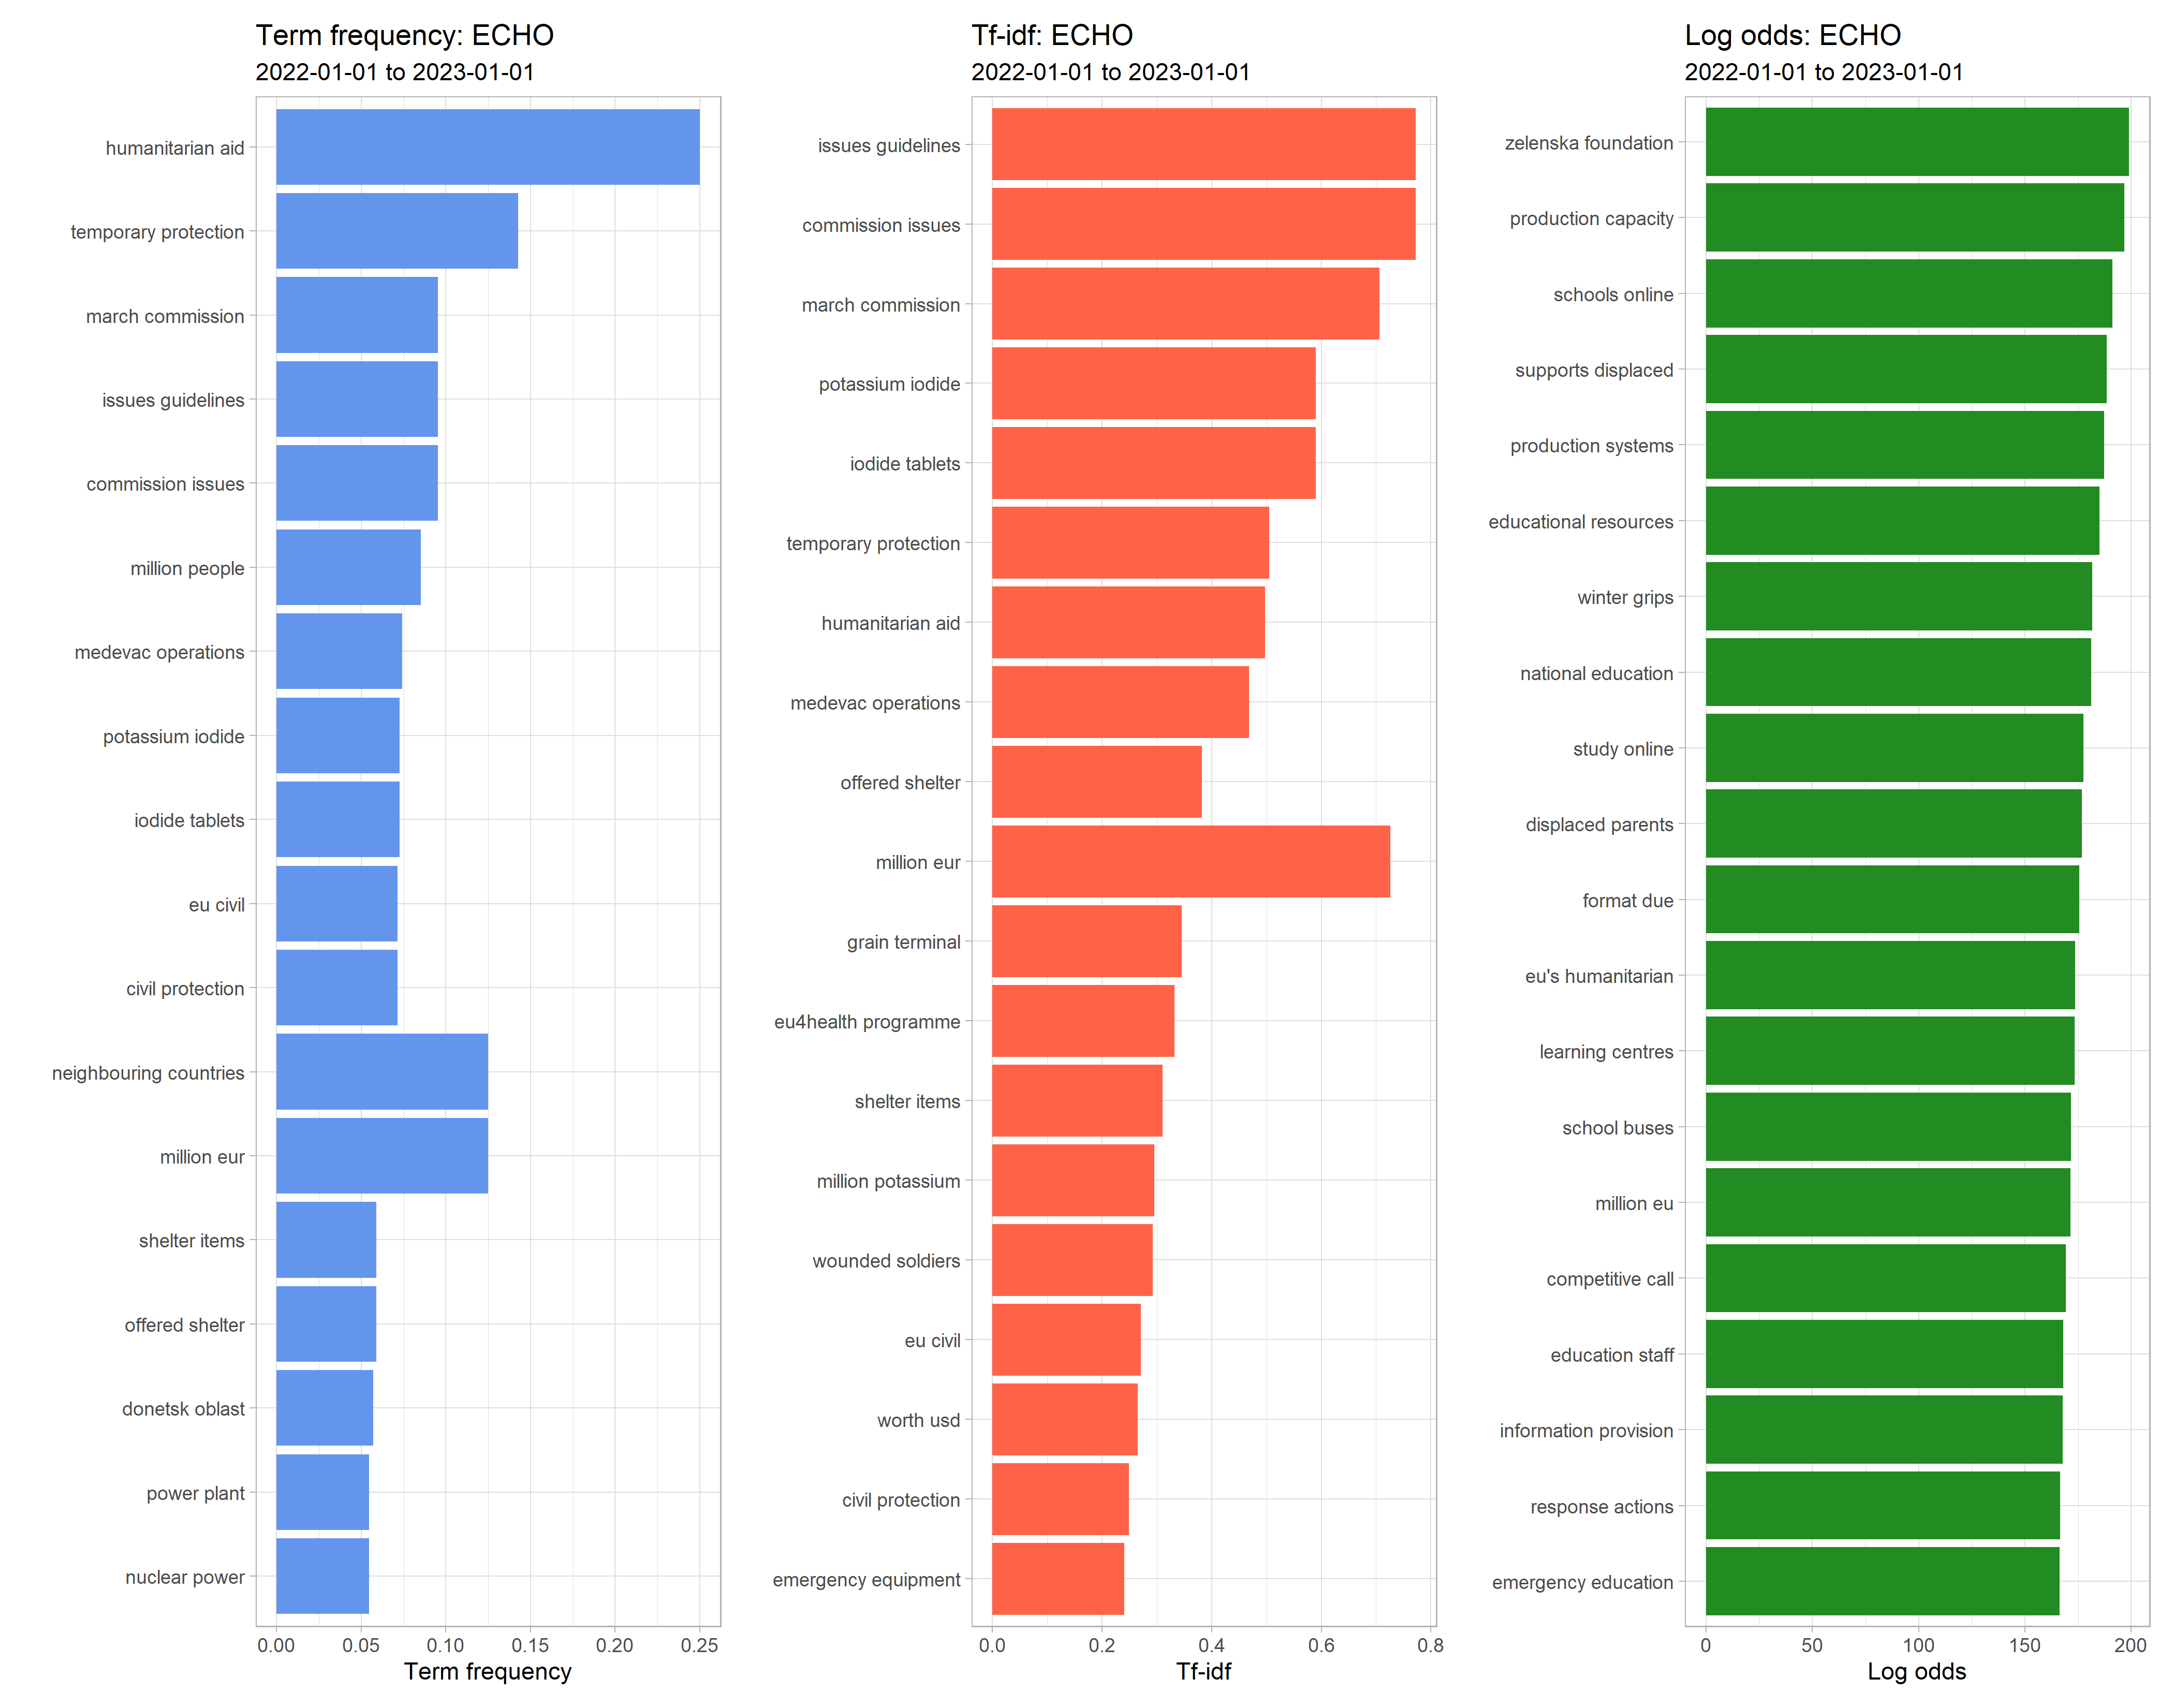 Term frequency: ECHO
2022-01-01 to 2023-01-01
humanitarian aid
temporary protection
march commission
issues guidelines
commission issues
million people
medevac operations
potassium iodide
iodide tablets
eu civil
civil protection
neighbouring countries
million eur
shelter items
offered shelter
donetsk oblast
power plant
nuclear power
0.00 0.05 0.10 0.15 0.20 0.25
Term frequency
Tf-idf: ECHO
2022-01-01 to 2023-01-01
issues guidelines
commission issues
march commission
potassium iodide
iodide tablets
temporary protection
humanitarian aid
medevac operations
offered shelter
million eur
grain terminal
eu4health programme
shelter items
million potassium
wounded soldiers
eu civil
worth usd
civil protection
emergency equipment
0.0 0.2 0.4 0.6 0.8
Tf-idf
Log odds: ECHO
2022-01-01 to 2023-01-01
zelenska foundation
production capacity
schools online
supports displaced
production systems
educational resources
winter grips
national education
study online
displaced parents
format due
eu's humanitarian
learning centres
school buses
million eu
competitive call
education staff
information provision
response actions
emergency education
0 50 100 150 200
Log odds